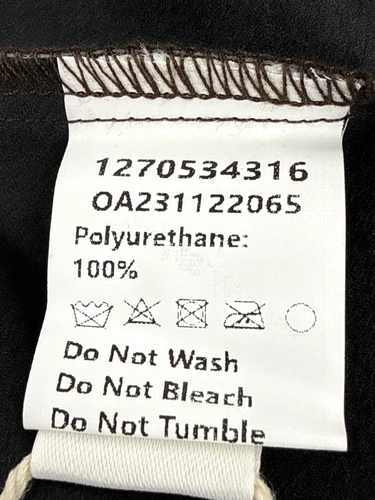 1270534316
OA231122065
Polyurethane:
100%
Do Not Wash
Do Not Bleach
Do Not Tumble